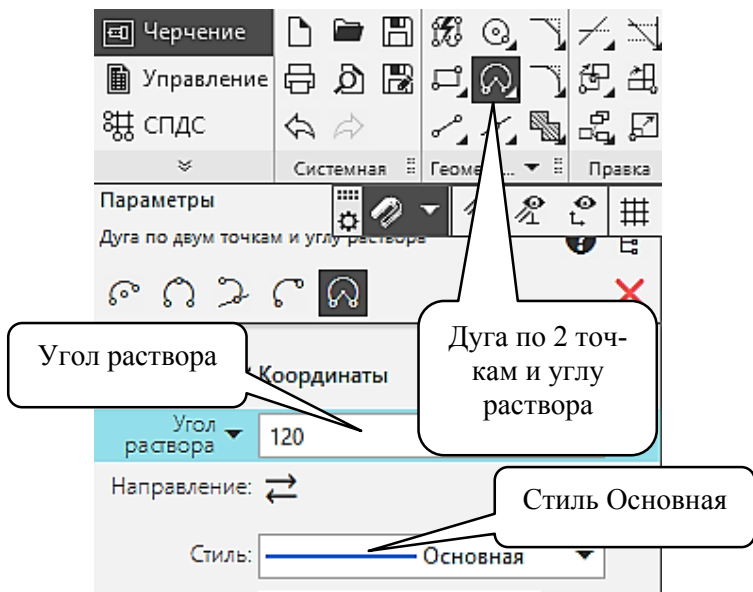 Черчение
Управление
СПДС
Системная
Геоме... 
Правка
Параметры
Дуга по двум точкам и углу раствора
Угол раствора
Координаты
Дуга по 2 точ-
кам и углу
раствора
Угол
раствора
120
Направление:
Стиль Основная
Стиль:
Основная